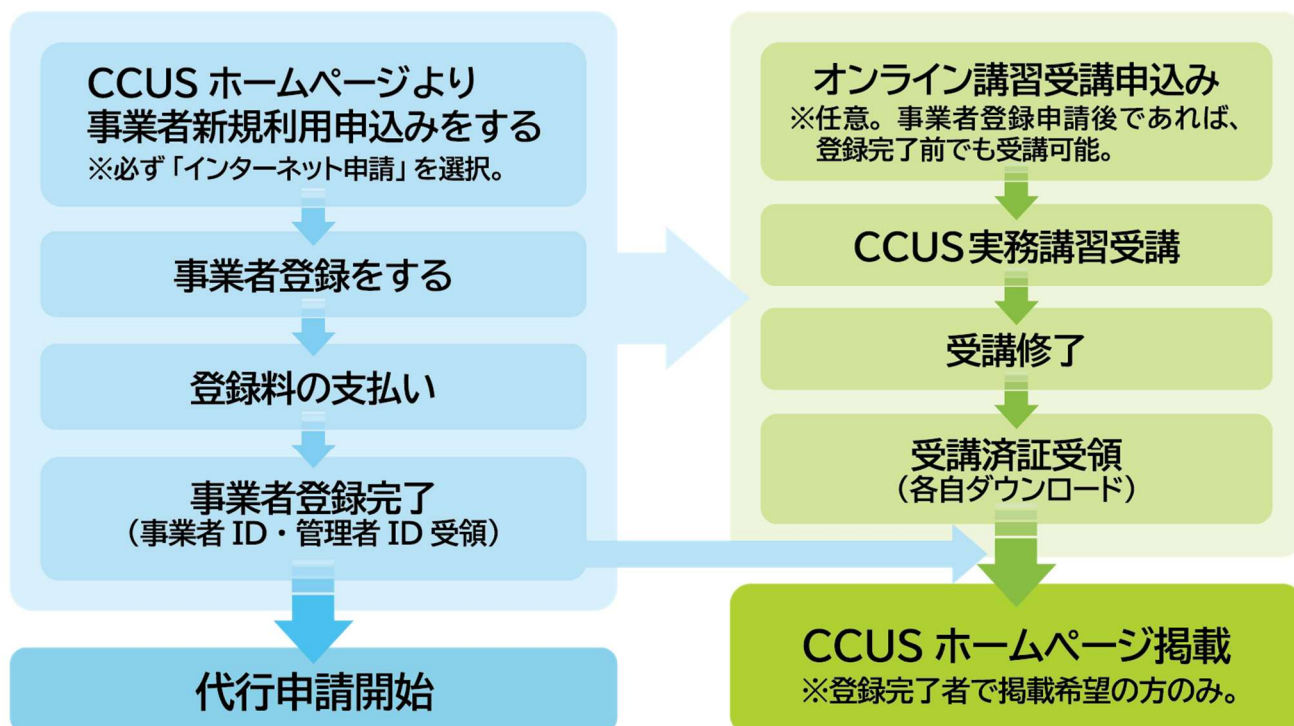 CCUS ホームページより
事業者新規利用申込みをする
※必ず「インターネット申請」を選択。
事業者登録をする
登録料の支払い
事業者登録完了
（事業者 ID・管理者 ID 受領）
代行申請開始
オンライン講習受講申込み
※任意。事業者登録申請後であれば、
登録完了前でも受講可能。
CCUS実務講習受講
受講修了
受講済証受領
（各自ダウンロード）
CCUS ホームページ掲載
※登録完了者で掲載希望の方のみ。